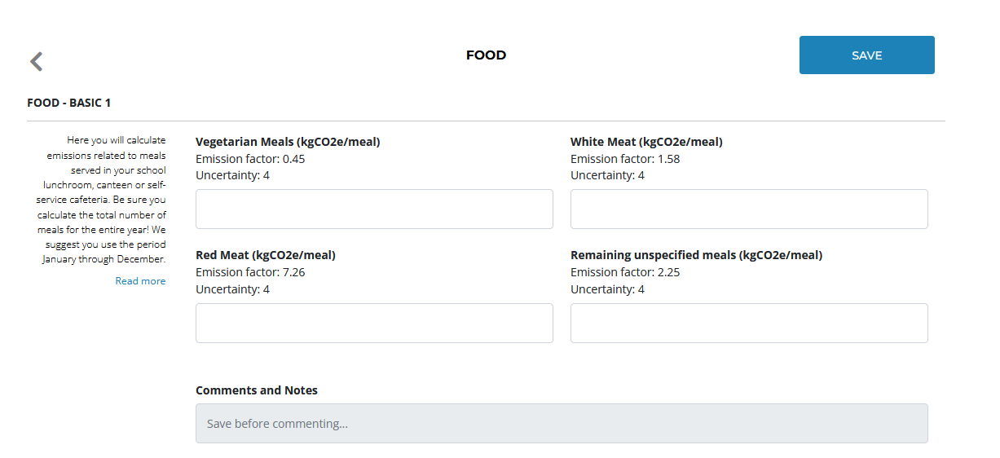 FOOD
SAVE
FOOD - BASIC 1
Here you will calculate
emissions related to meals
served in your school
lunchroom, canteen or self-
service cafeteria. Be sure you
calculate the total number of
meals for the entire year! We
suggest you use the period
January through December.
Read more
Vegetarian Meals (kgCO2e/meal)
Emission factor: 0.45
Uncertainty: 4
White Meat (kgCO2e/meal)
Emission factor: 1.58
Uncertainty: 4
Red Meat (kgCO2e/meal)
Emission factor: 7.26
Uncertainty: 4
Remaining unspecified meals (kgCO2e/meal)
Emission factor: 2.25
Uncertainty: 4
Comments and Notes
Save before commenting...